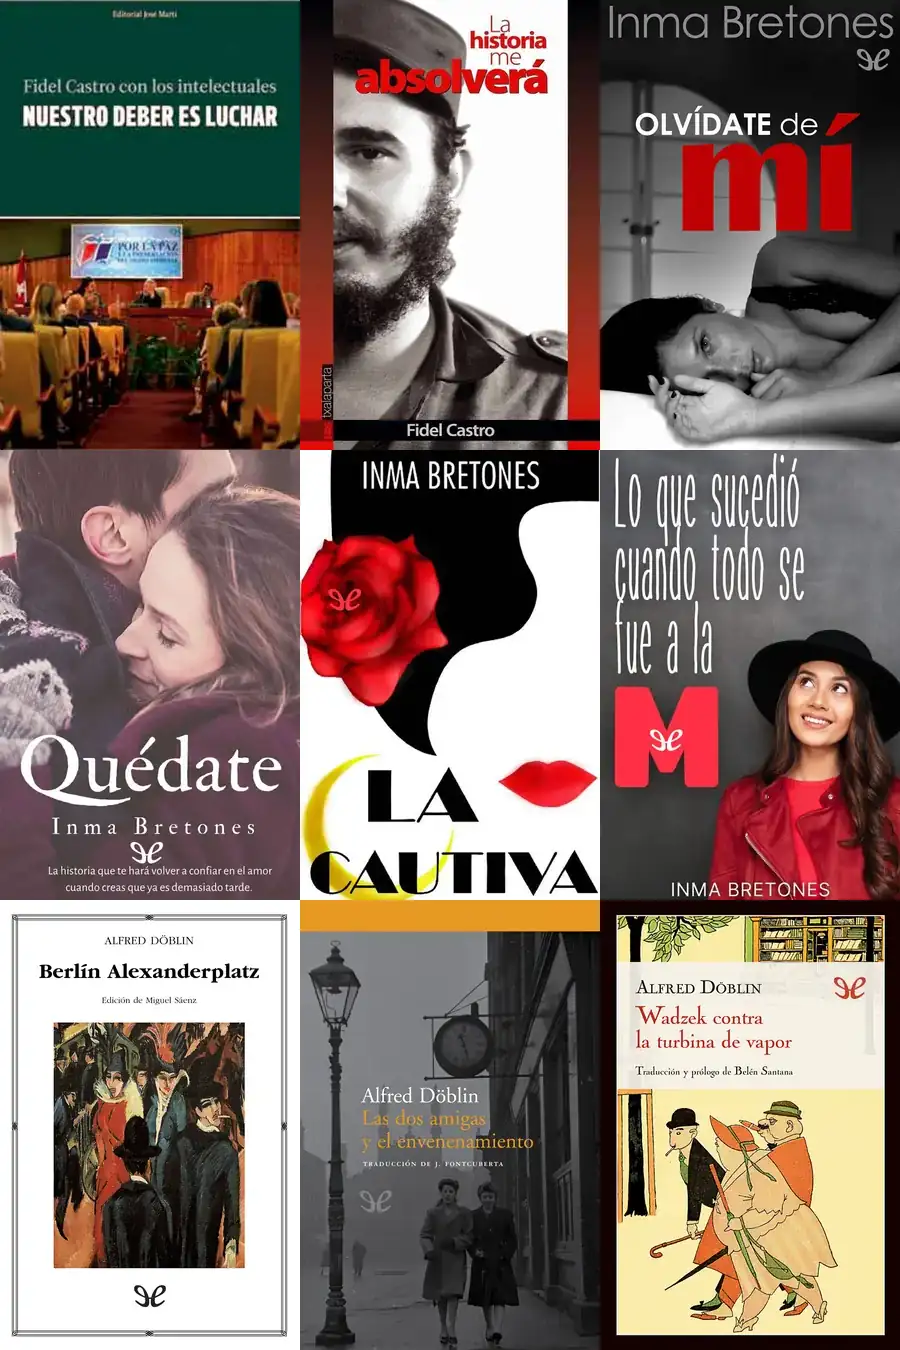 Editorial José Martí
Fidel Castro con los intelectuales
NUESTRO DEBER ES LUCHAR
POR LA PAZ
La
historia
me
absolverá
txalaparta
Fidel Castro
Inma Bretones
OLVÍDATE de
mí
Quédate
Inma Bretones
La historia que te hará volver a confiar en el amor
cuando creas que ya es demasiado tarde.
INMA BRETONES
LA
CAUTIVA
Lo que sucedió
cuando todo se
fue a la
M
INMA BRETONES
ALFRED DÖBLIN
Berlín Alexanderplatz
Edición de Miguel Sáenz
Alfred Döblin
Las dos amigas
y el envenenamiento
TRADUCCIÓN DE J. FONTCUBERTA
ALFRED DÖBLIN
Wadzek contra
la turbina de vapor
Traducción y prólogo de Belén Santana